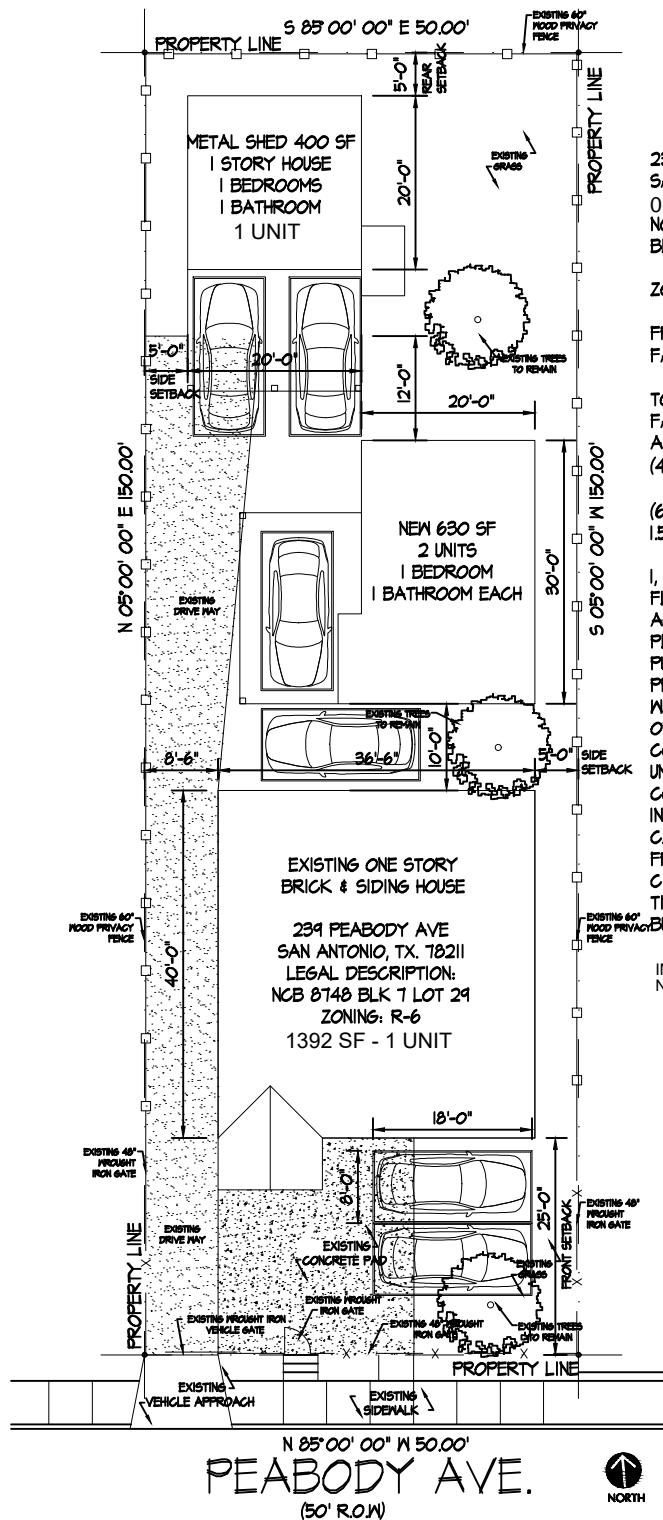 S 85°00' 00" E 50.00'
EXISTING 60"
WOOD PRIVACY
FENCE
PROPERTY LINE
5'-0"
REAR
SETBACK
PROPERTY LINE
METAL SHED 400 SF
1 STORY HOUSE
1 BEDROOMS
1 BATHROOM
1 UNIT
20'-0"
EXISTING
GRASS
5'-0"
SIDE
SETBACK
20'-0"
12'-0"
EXISTING TREES
TO REMAIN
20'-0"
N 05°00' 00" E 150.00'
S 05°00' 00" W 150.00'
NEW 630 SF
2 UNITS
1 BEDROOM
1 BATHROOM EACH
30'-0"
EXISTING
DRIVE WAY
EXISTING TREES
TO REMAIN
10'-0"
8'-6"
36'-6"
5'-0"
SIDE
SETBACK
EXISTING ONE STORY
BRICK & SIDING HOUSE
239 PEABODY AVE
SAN ANTONIO, TX. 78211
LEGAL DESCRIPTION:
NCB 8748 BLK 7 LOT 29
ZONING: R-6
1392 SF - 1 UNIT
EXISTING 60"
WOOD PRIVACY
FENCE
EXISTING 60"
WOOD PRIVACY
FENCE
40'-0"
18'-0"
8'-0"
25'-0"
FRONT SETBACK
EXISTING 48"
WROUGHT
IRON GATE
EXISTING 48"
WROUGHT
IRON GATE
EXISTING
DRIVE WAY
PROPERTY LINE
EXISTING
CONCRETE PAD
EXISTING
GRASS
EXISTING WROUGHT IRON
VEHICLE GATE
EXISTING WROUGHT
IRON GATE
EXISTING 48" WROUGHT
IRON GATE
EXISTING TREES
TO REMAIN
PROPERTY LINE
EXISTING
VEHICLE APPROACH
EXISTING
SIDEWALK
N 85°00' 00" W 50.00'
PEABODY AVE.
(50' R.O.W)
NORTH